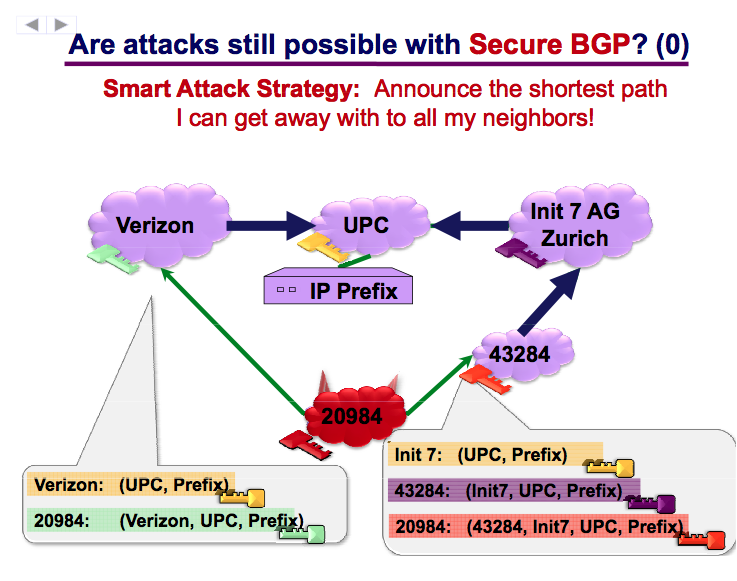 Are attacks still possible with Secure BGP? (0)
Smart Attack Strategy: Announce the shortest path
I can get away with to all my neighbors!
Verizon
UPC
Init 7 AG
Zurich
IP Prefix
43284
20984
Verizon: (UPC, Prefix)
20984: (Verizon, UPC, Prefix)
Init 7: (UPC, Prefix)
43284: (Init7, UPC, Prefix)
20984: (43284, Init7, UPC, Prefix)